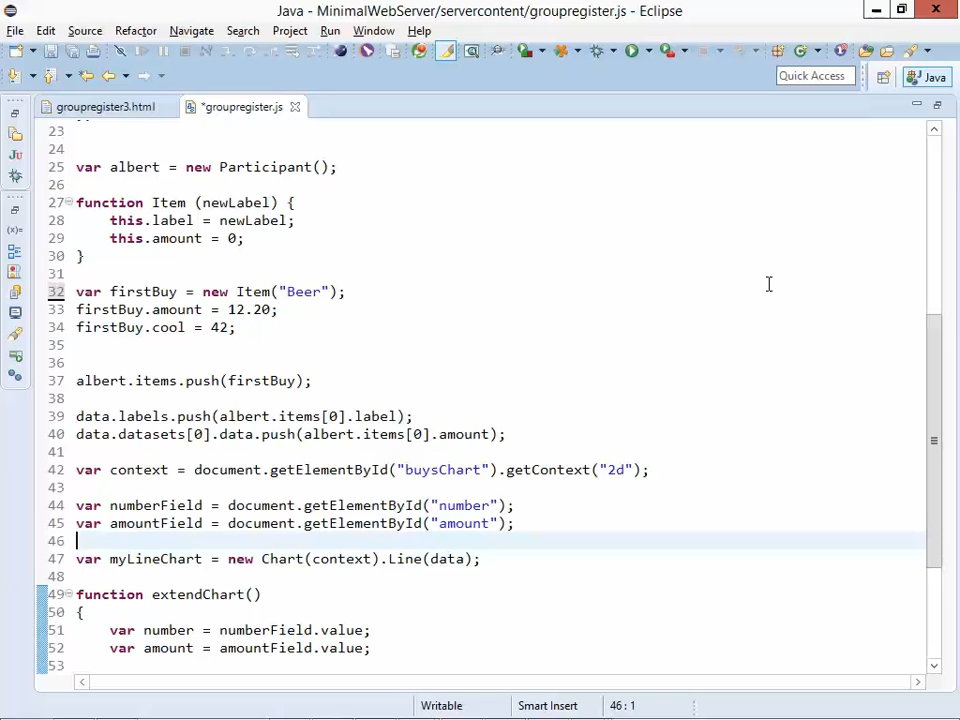 Java - MinimalWebServer/servercontent/groupregister.js - Eclipse
File Edit Source Refactor Navigate Search Project Run Window Help
Quick Access Java
groupregister3.html *groupregister.js
23
24
25 var albert = new Participant();
26
27 function Item (newLabel) {
28 this.label = newLabel;
29 this.amount = 0;
30 }
31
32 var firstBuy = new Item("Beer");
33 firstBuy.amount = 12.20;
34 firstBuy.cool = 42;
35
36
37 albert.items.push(firstBuy);
38
39 data.labels.push(albert.items[0].label);
40 data.datasets[0].data.push(albert.items[0].amount);
41
42 var context = document.getElementById("buysChart").getContext("2d");
43
44 var numberField = document.getElementById("number");
45 var amountField = document.getElementById("amount");
46
47 var myLineChart = new Chart(context).Line(data);
48
49 function extendChart()
50 {
51 var number = numberField.value;
52 var amount = amountField.value;
53
Writable Smart Insert 46 : 1